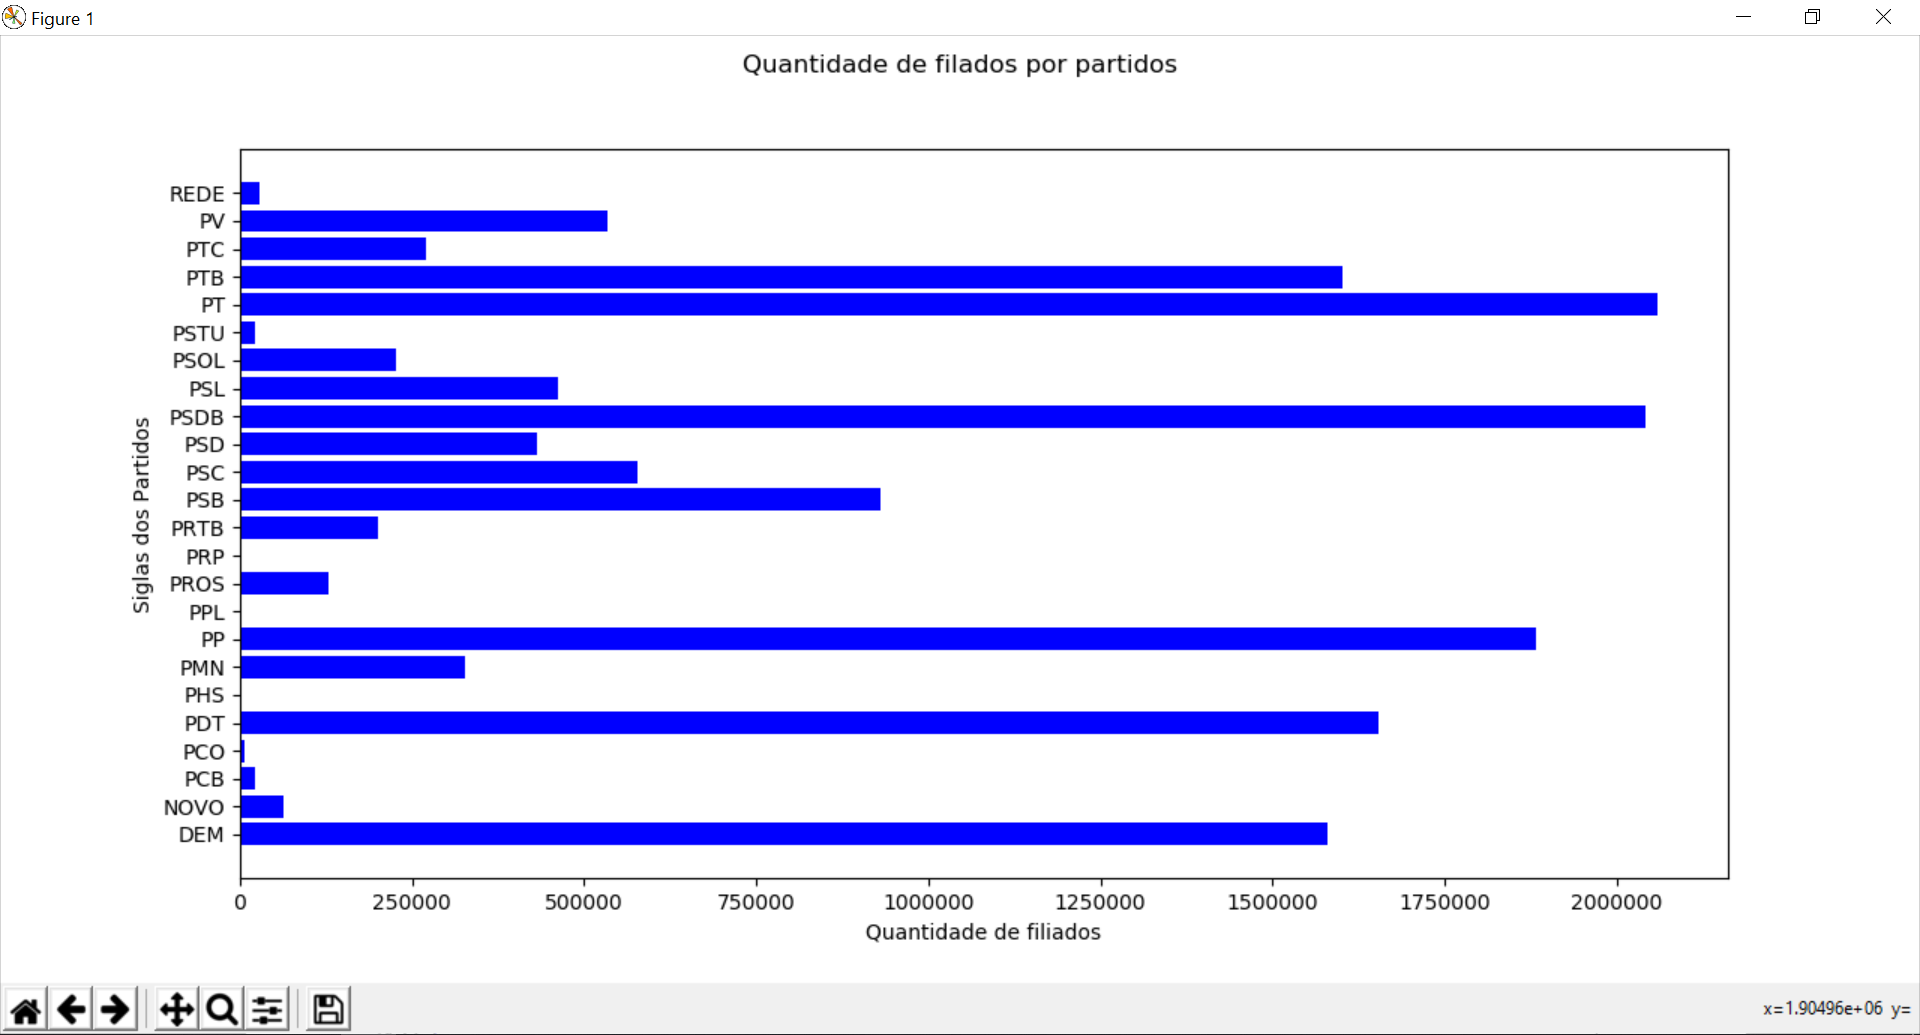 Figure 1
Quantidade de filados por partidos
REDE
PV
PTC
PTB
PT
PSTU
PSOL
PSL
PSDB
PSD
PSC
PSB
PRTB
PRP
PROS
PPL
PP
PMN
PHS
PDT
PCO
PCB
NOVO
DEM
Siglas dos Partidos
0 250000 500000 750000 1000000 1250000 1500000 1750000 2000000
Quantidade de filiados
x=1.90496e+06 y=